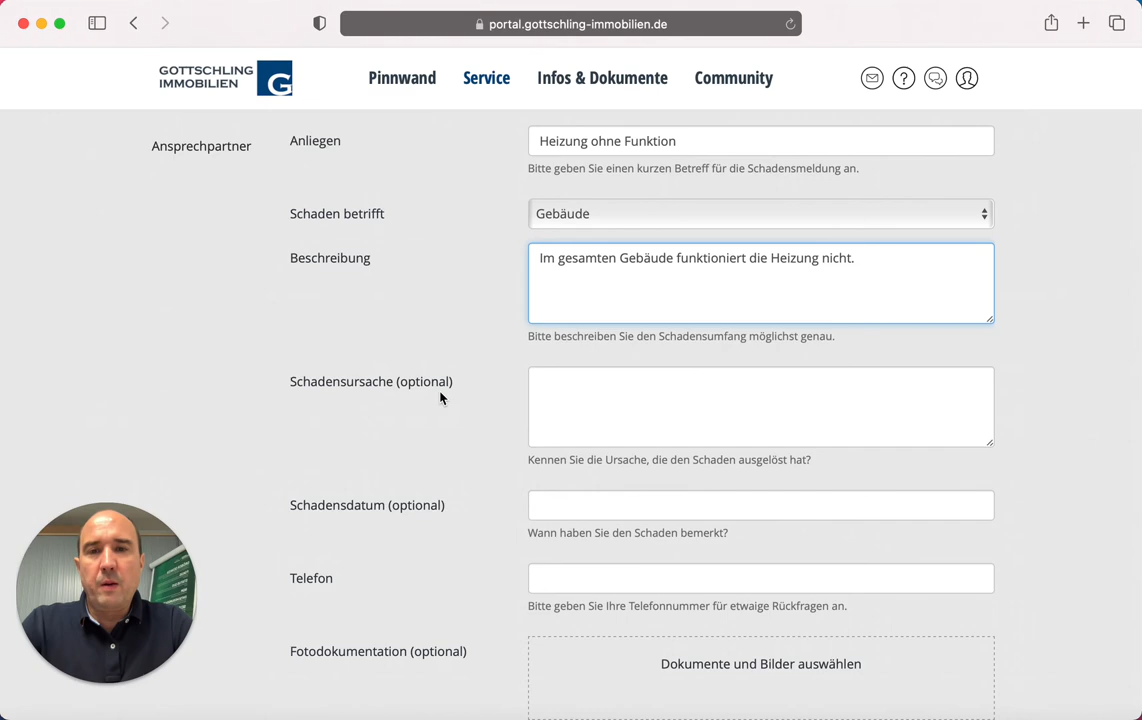 portal.gottschling-immobilien.de
GOTTSCHLING
IMMOBILIEN
G
Pinnwand
Service
Infos & Dokumente
Community
?
Ansprechpartner
Anliegen
Heizung ohne Funktion
Bitte geben Sie einen kurzen Betreff für die Schadensmeldung an.
Schaden betrifft
Gebäude
Beschreibung
Im gesamten Gebäude funktioniert die Heizung nicht.
Bitte beschreiben Sie den Schadensumfang möglichst genau.
Schadensursache (optional)
Kennen Sie die Ursache, die den Schaden ausgelöst hat?
Schadensdatum (optional)
Wann haben Sie den Schaden bemerkt?
Telefon
Bitte geben Sie Ihre Telefonnummer für etwaige Rückfragen an.
Fotodokumentation (optional)
Dokumente und Bilder auswählen